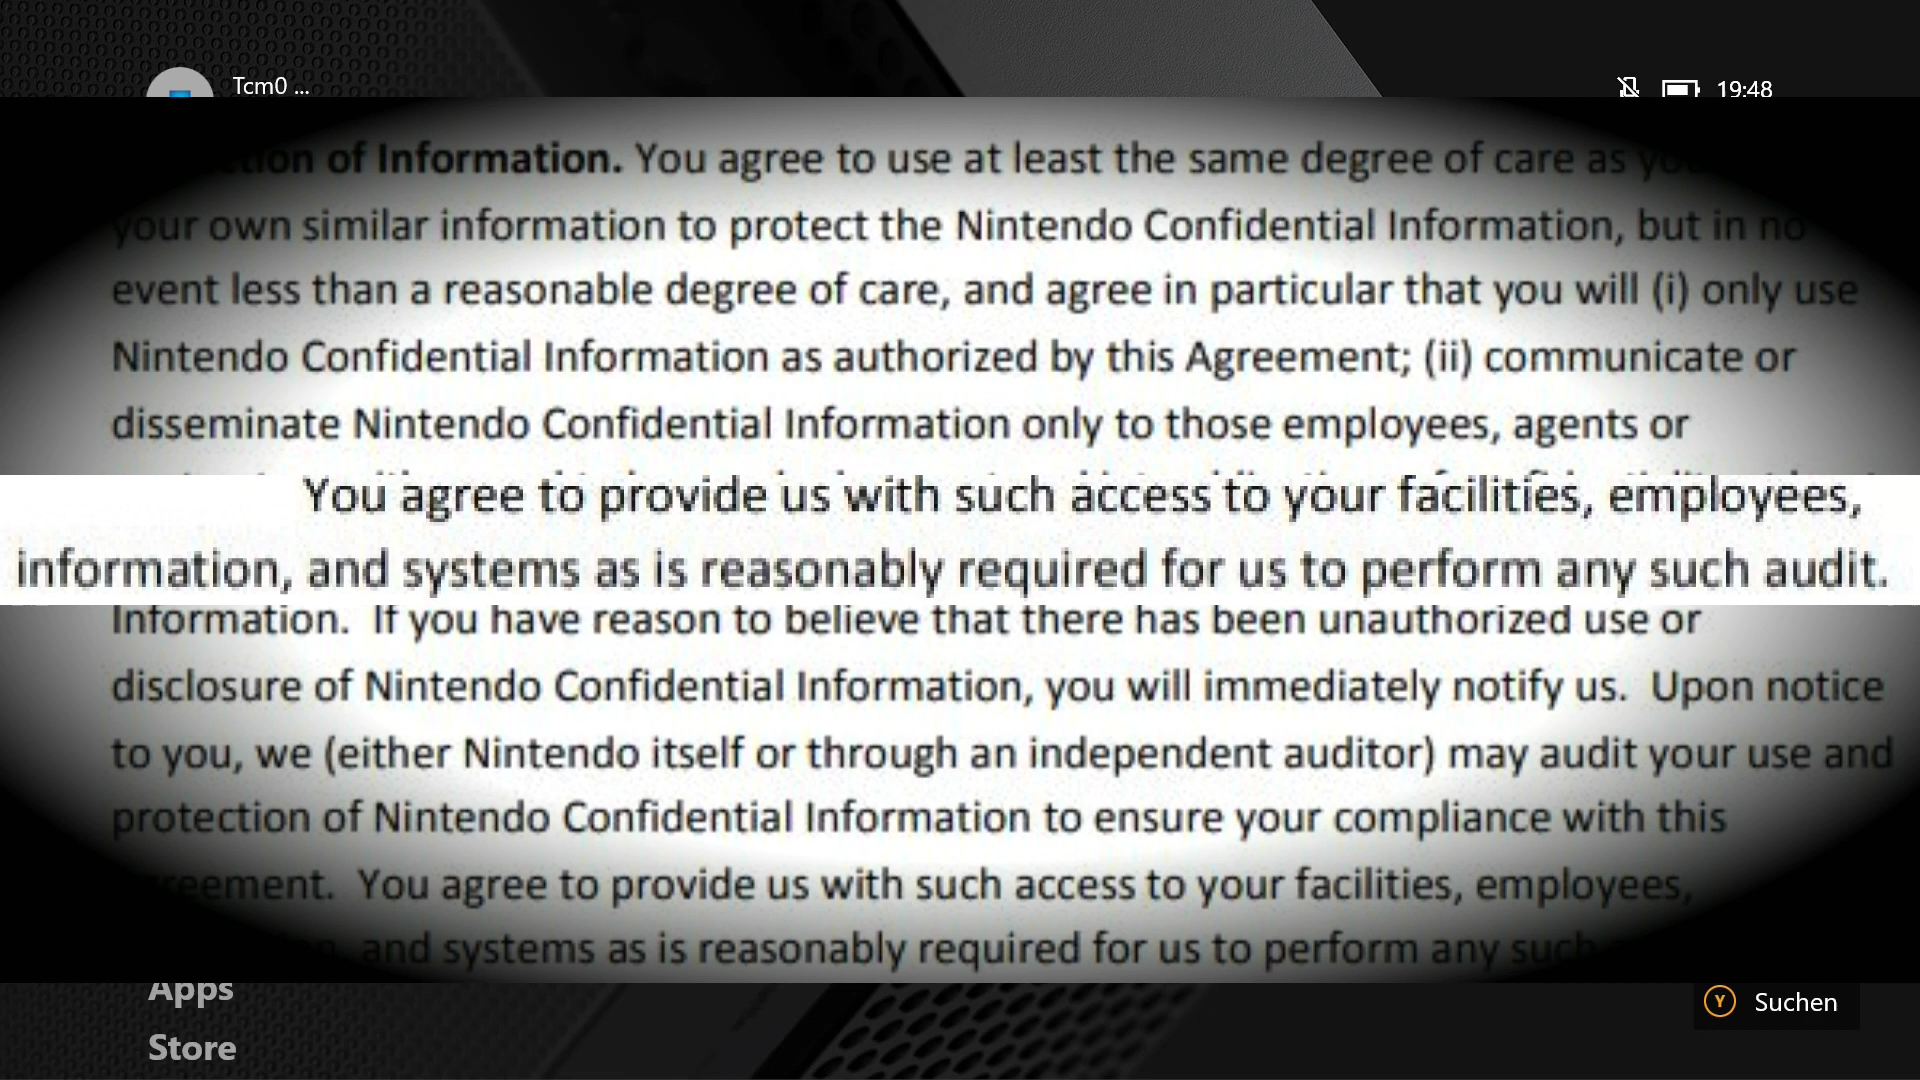 Tcm0 ...
19:48
tion of Information. You agree to use at least the same degree of care as
your own similar information to protect the Nintendo Confidential Information, but in no
event less than a reasonable degree of care, and agree in particular that you will (i) only use
Nintendo Confidential Information as authorized by this Agreement; (ii) communicate or
disseminate Nintendo Confidential Information only to those employees, agents or
You agree to provide us with such access to your facilities, employees,
information, and systems as is reasonably required for us to perform any such audit.
Information. If you have reason to believe that there has been unauthorized use or
disclosure of Nintendo Confidential Information, you will immediately notify us. Upon notice
to you, we (either Nintendo itself or through an independent auditor) may audit your use and
protection of Nintendo Confidential Information to ensure your compliance with this
reement. You agree to provide us with such access to your facilities, employees,
and systems as is reasonably required for us to perform any such
Apps
Store
Y Suchen